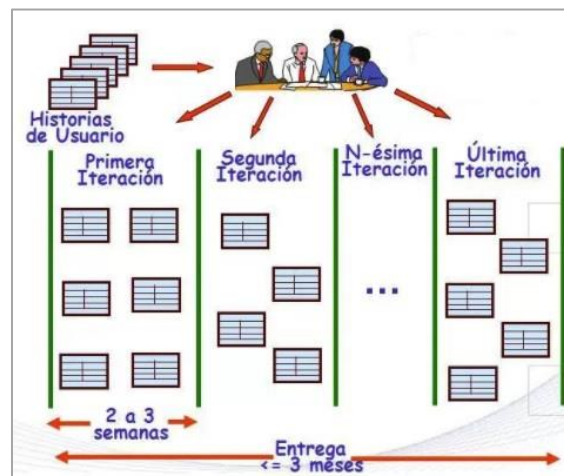 Historias
de Usuario
Primera
Iteración
Segunda
Iteración
N-ésima
Iteración
Última
Iteración
...
2 a 3
semanas
Entrega
<= 3 meses